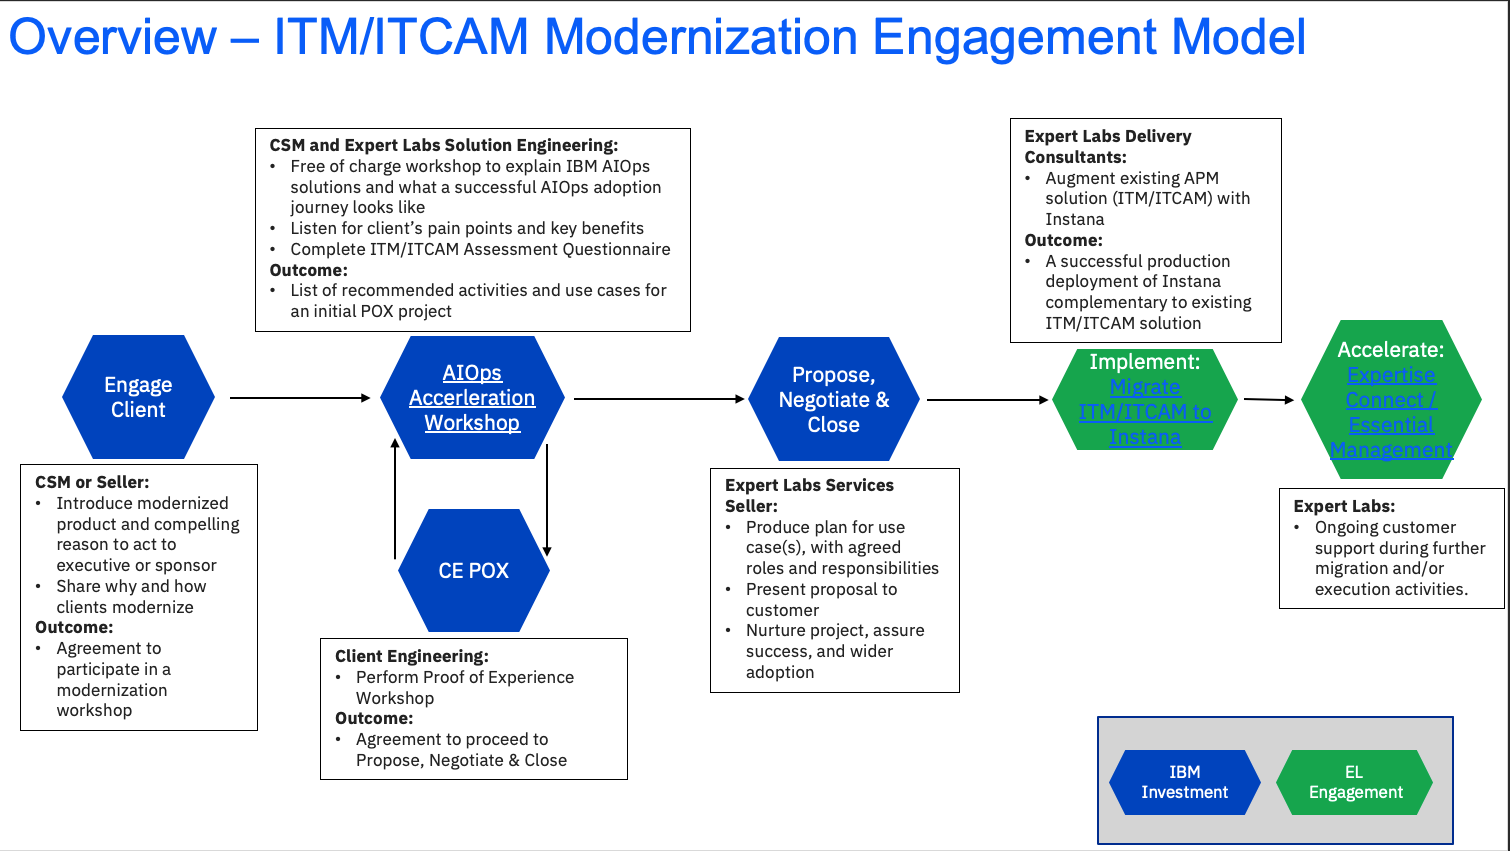 Overview – ITM/ITCAM Modernization Engagement Model
CSM and Expert Labs Solution Engineering:
• Free of charge workshop to explain IBM AIOps
solutions and what a successful AIOps adoption
journey looks like
• Listen for client's pain points and key benefits
• Complete ITM/ITCAM Assessment Questionnaire
Outcome:
• List of recommended activities and use cases for
an initial POX project
Expert Labs Delivery
Consultants:
• Augment existing APM
solution (ITM/ITCAM) with
Instana
Outcome:
• A successful production
deployment of Instana
complementary to existing
ITM/ITCAM solution
Engage
Client
AIOps
Accerleration
Workshop
Propose,
Negotiate &
Close
Implement:
Migrate
ITM/ITCAM to
Instana
Accelerate:
Expertise
Connect /
Essential
Management
CSM or Seller:
• Introduce modernized
product and compelling
reason to act to
executive or sponsor
• Share why and how
clients modernize
Outcome:
• Agreement to
participate in a
modernization
workshop
CE POX
Client Engineering:
• Perform Proof of Experience
Workshop
Outcome:
• Agreement to proceed to
Propose, Negotiate & Close
Expert Labs Services
Seller:
• Produce plan for use
case(s), with agreed
roles and responsibilities
• Present proposal to
customer
• Nurture project, assure
success, and wider
adoption
Expert Labs:
• Ongoing customer
support during further
migration and/or
execution activities.
IBM
Investment
EL
Engagement